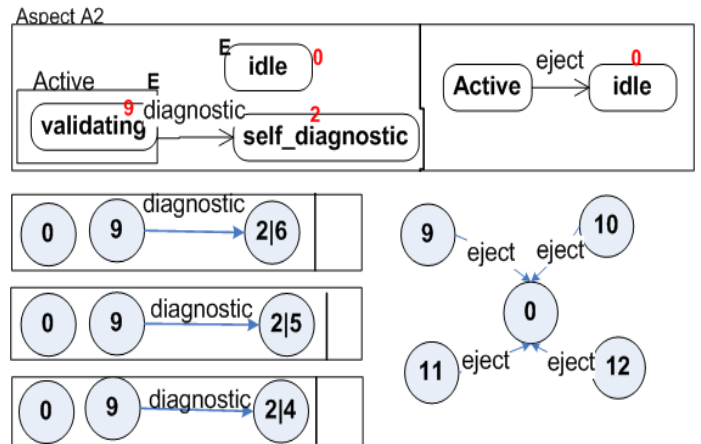 Aspect A2
E
idle
0
Active
E
validating
9
diagnostic
2
self_diagnostic
Active
eject
0
idle
0
9
diagnostic
2|6
0
9
diagnostic
2|5
0
9
diagnostic
2|4
9
10
eject
eject
0
11
eject
eject
12